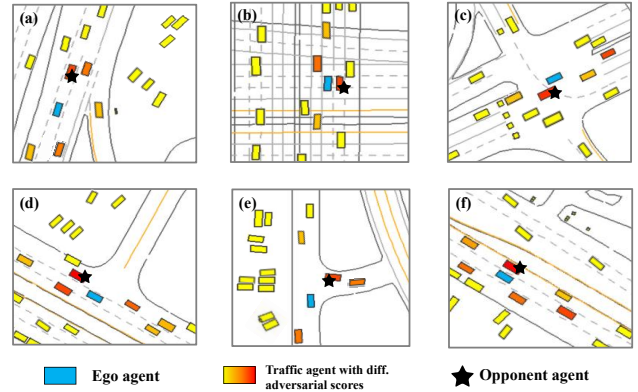 (a)
(b)
(c)
(d)
(e)
(f)
Ego agent
Traffic agent with diff.
adversarial scores
Opponent agent